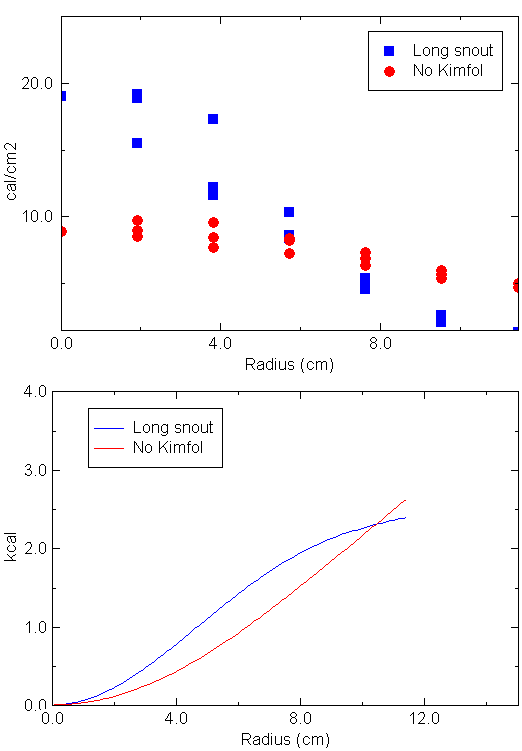 Long snout
No Kimfol
20.0
10.0
cal/cm2
0.0 4.0 8.0
Radius (cm)
4.0
Long snout
No Kimfol
3.0
2.0
kcal
1.0
0.0
0.0 4.0 8.0 12.0
Radius (cm)